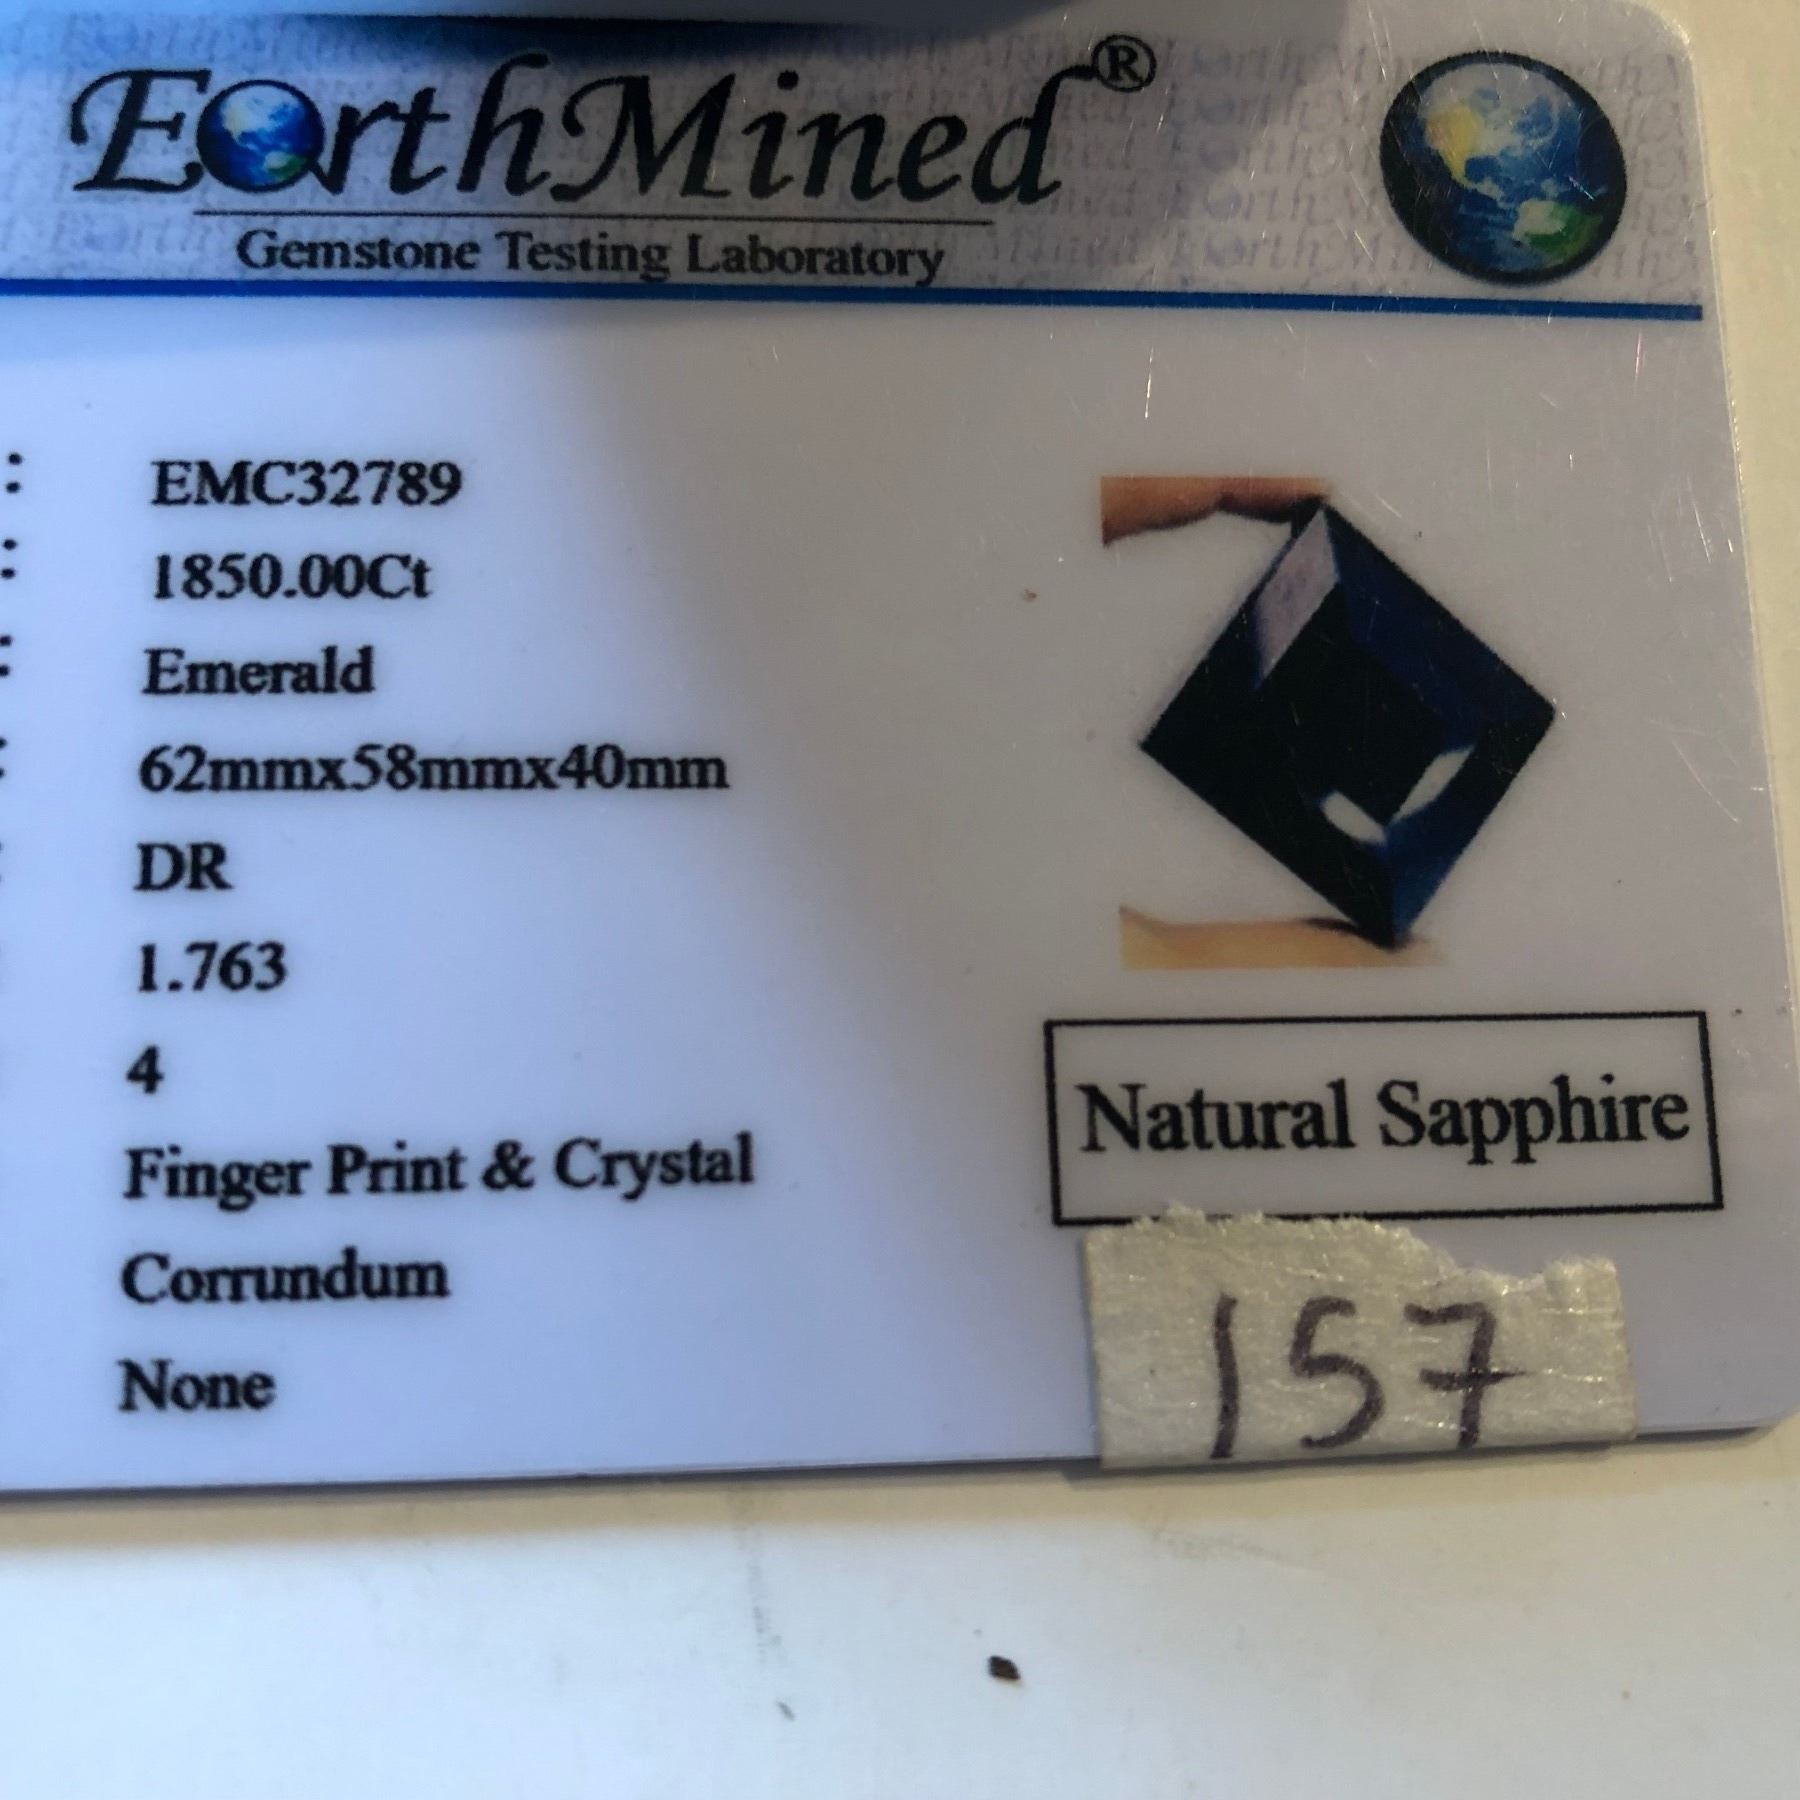 EarthMined®
Gemstone Testing Laboratory
: EMC32789
: 1850.00Ct
: Emerald
: 62mmx58mmx40mm
DR
1.763
4
Finger Print & Crystal
Corrundum
None
Natural Sapphire
157